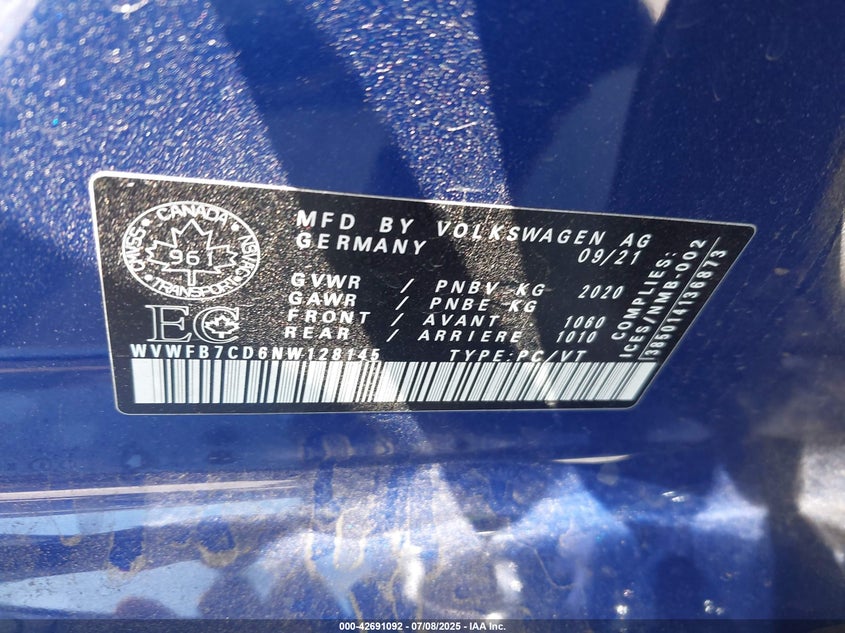 CANADA
961
TRANSPORT
EC
MFD BY VOLKSWAGEN AG
GERMANY 09/21
GVWR / PNBV KG 2020
GAWR / PNBE KG
FRONT / AVANT 1060
REAR / ARRIERE 1010
WVWFB7CD6NW128145 TYPE:PC/VT
COMPLIES:
ICES/NMB-002
13850141136873
000-42691092 - 07/08/2025 - IAA Inc.